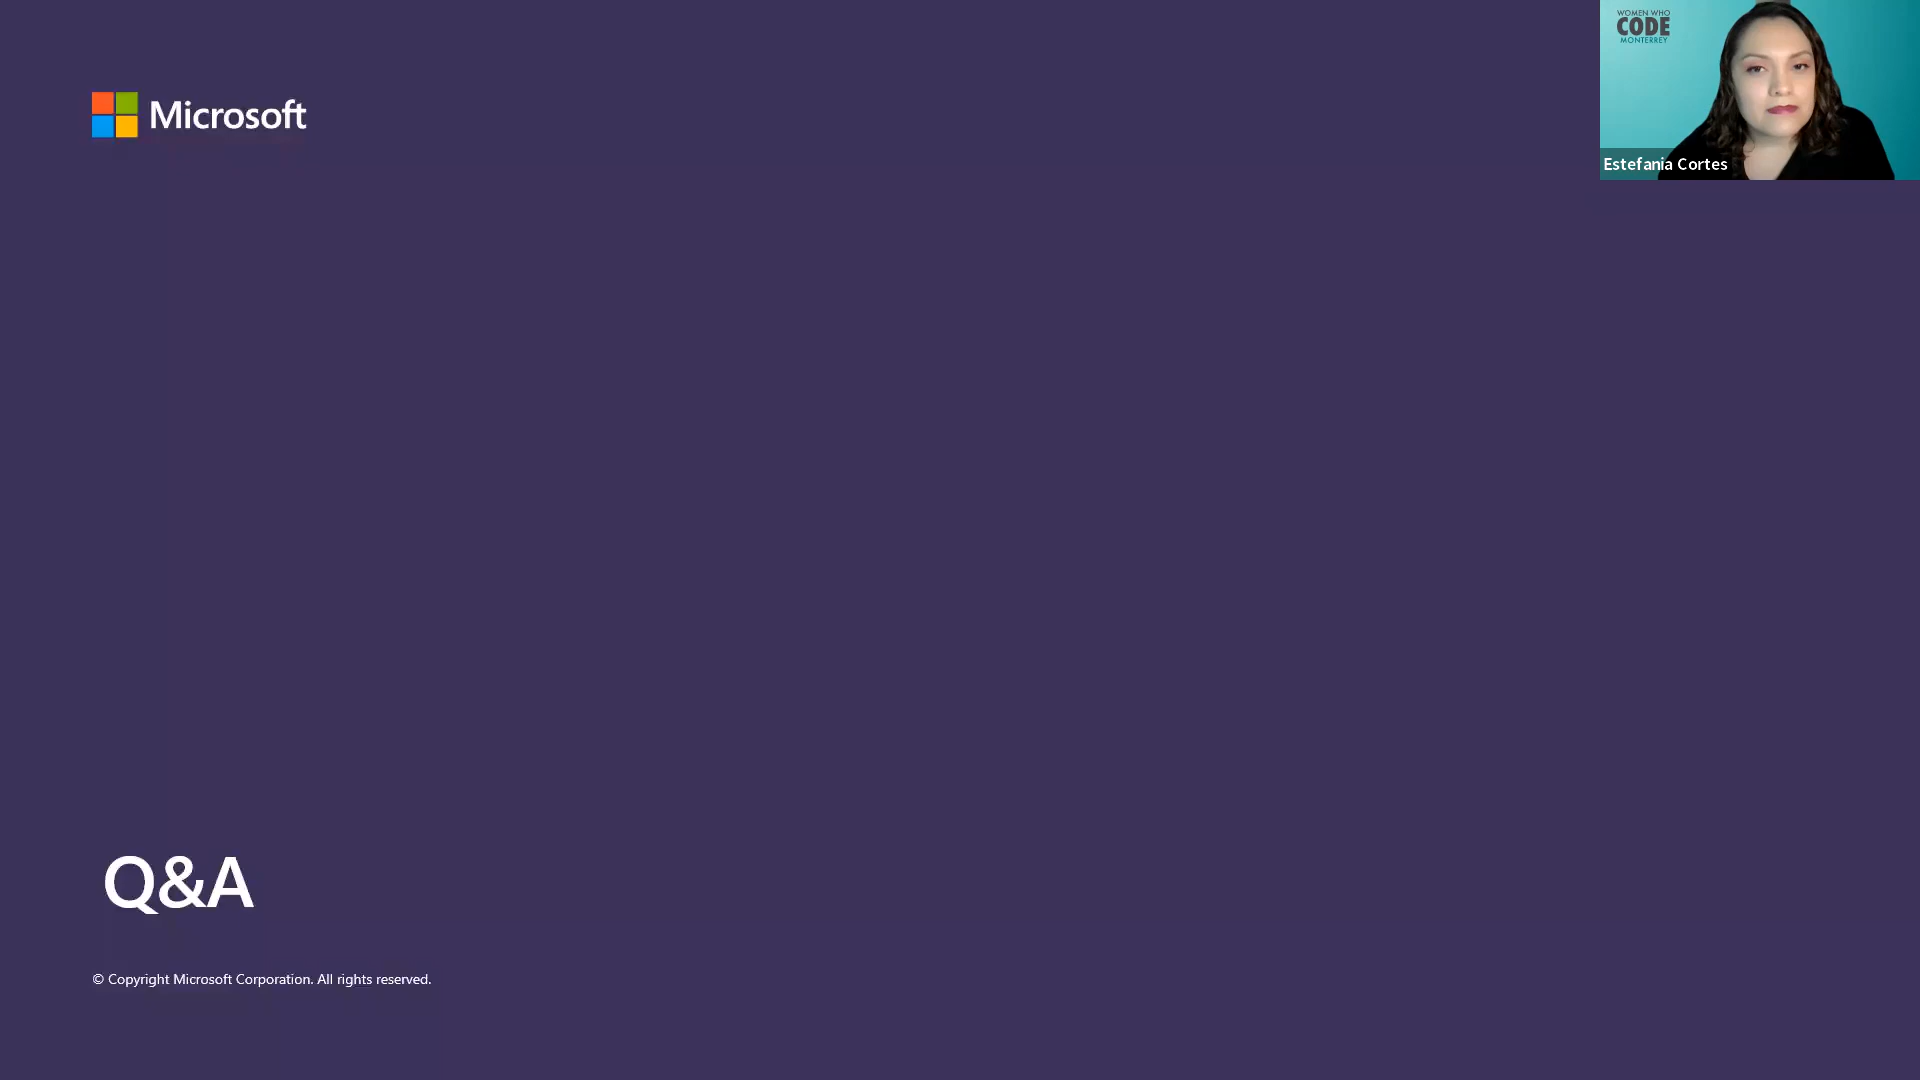 Microsoft
WOMEN WHO
CODE
MONTERREY
Estefania Cortes
Q&A
© Copyright Microsoft Corporation. All rights reserved.